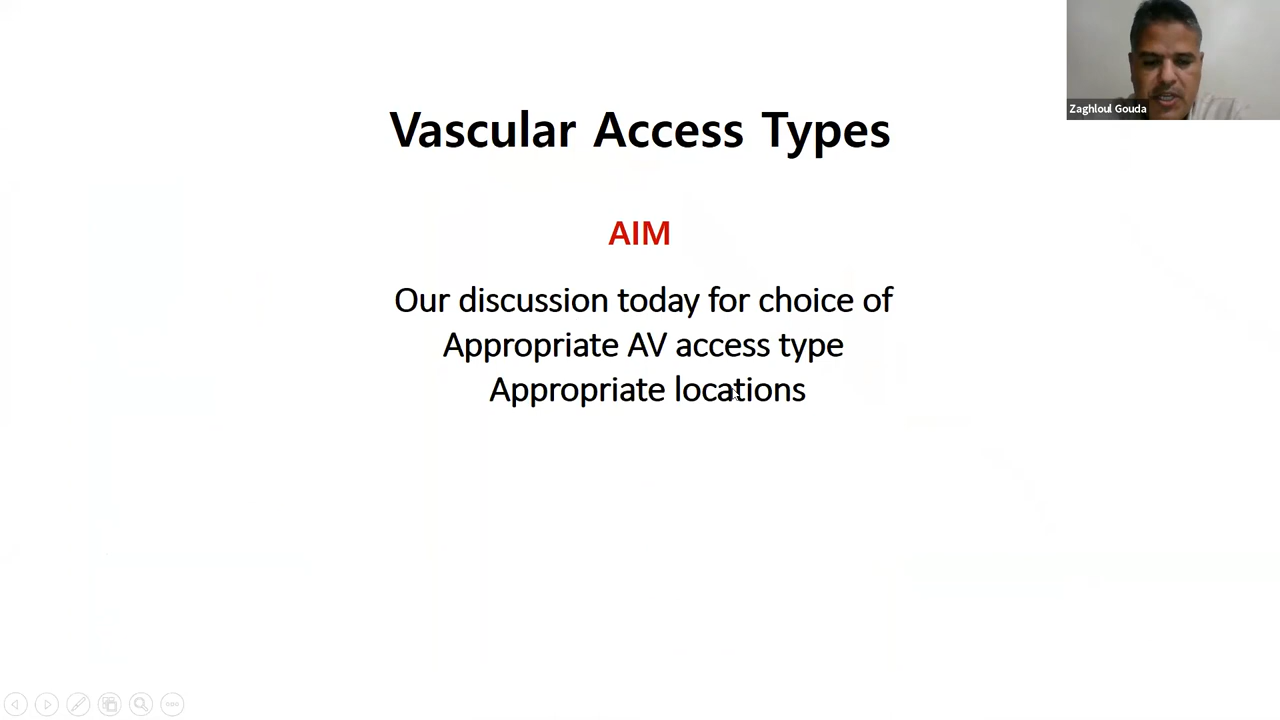 Zaghloul Gouda
Vascular Access Types
AIM
Our discussion today for choice of
Appropriate AV access type
Appropriate locations